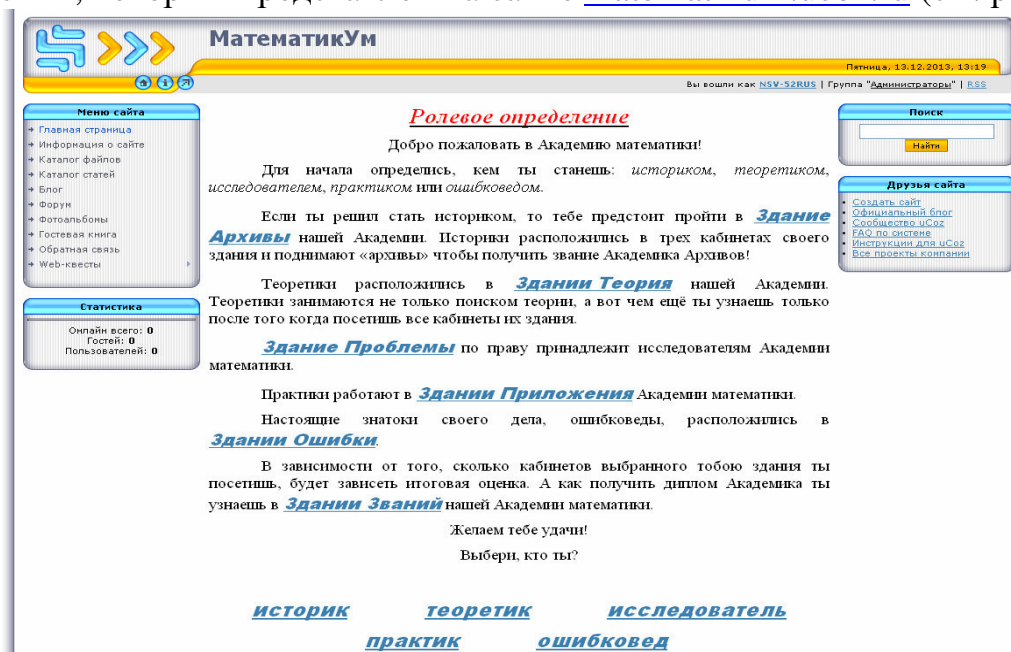 МатематикУм
Пятница, 13.12.2013, 13:19
Вы вошли как NSV-52RUS | Группа "Администраторы" | RSS
Меню сайта
Главная страница
Информация о сайте
Каталог файлов
Каталог статей
Блог
Форум
Фотоальбомы
Гостевая книга
Обратная связь
Web-квесты
Статистика
Онлайн всего: 0
Гостей: 0
Пользователей: 0
Ролевое определение
Добро пожаловать в Академию математики!
Для начала определись, кем ты станешь: историком, теоретиком,
исследователем, практиком или ошибковедом.
Если ты решил стать историком, то тебе предстоит пройти в Здание
Архивы нашей Академии. Историки расположились в трех кабинетах своего
здания и поднимают «архивы» чтобы получить звание Академика Архивов!
Теоретики расположились в Здании Теория нашей Академии.
Теоретики занимаются не только поиском теории, а вот чем ещё ты узнаешь только
после того когда посетишь все кабинеты их здания.
Здание Проблемы по праву принадлежит исследователям Академии
математики.
Практики работают в Здании Приложения Академии математики.
Настоящие знатоки своего дела, ошибковеды, расположились в
Здании Ошибки.
В зависимости от того, сколько кабинетов выбранного тобою здания ты
посетишь, будет зависеть итоговая оценка. А как получить диплом Академика ты
узнаешь в Здании Званий нашей Академии математики.
Желаем тебе удачи!
Выбери, кто ты?
историк теоретик исследователь
практик ошибковед
Поиск
Найти
Друзья сайта
Создать сайт
Официальный блог
Сообщество uCoz
FAQ по системе
Инструкции для uCoz
Все проекты компании